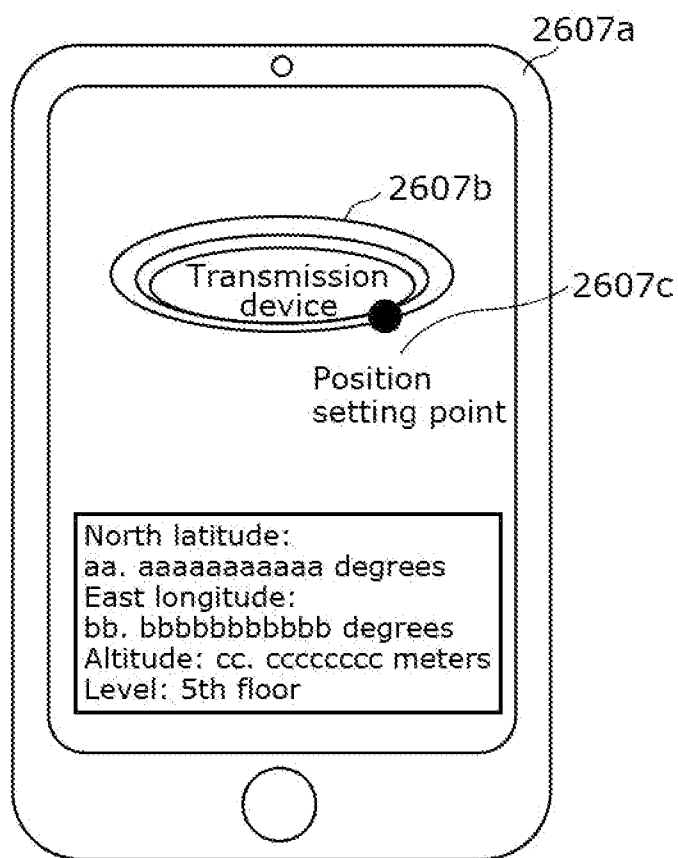 2607a
2607b
Transmission
device
2607c
Position
setting point
North latitude:
aa. aaaaaaaaaaa degrees
East longitude:
bb. bbbbbbbbbbb degrees
Altitude: cc. cccccccc meters
Level: 5th floor